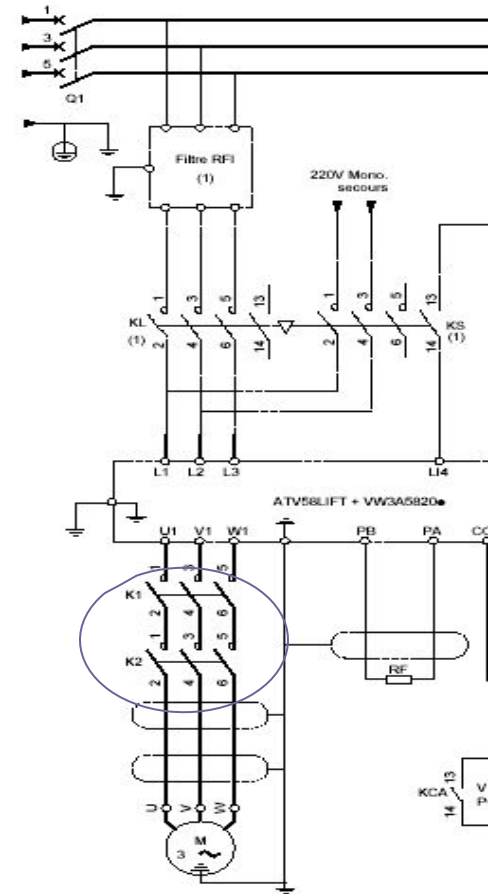 1
3
5
Q1
Filtre RFI
(1)
220V Mono.
secours
1 3 5 13
1 3 5 13
KL
(1)
KS
(1)
2 4 6 14
2 4 6 14
L1 L2 L3 LI4
ATV58LIFT + VW3A5820●
U1 V1 W1 PB PA CO
1 3 5
K1
2 4 6
1 3 5
K2
2 4 6
RF
U V W
M
3 ~
KCA
13
14
V
P